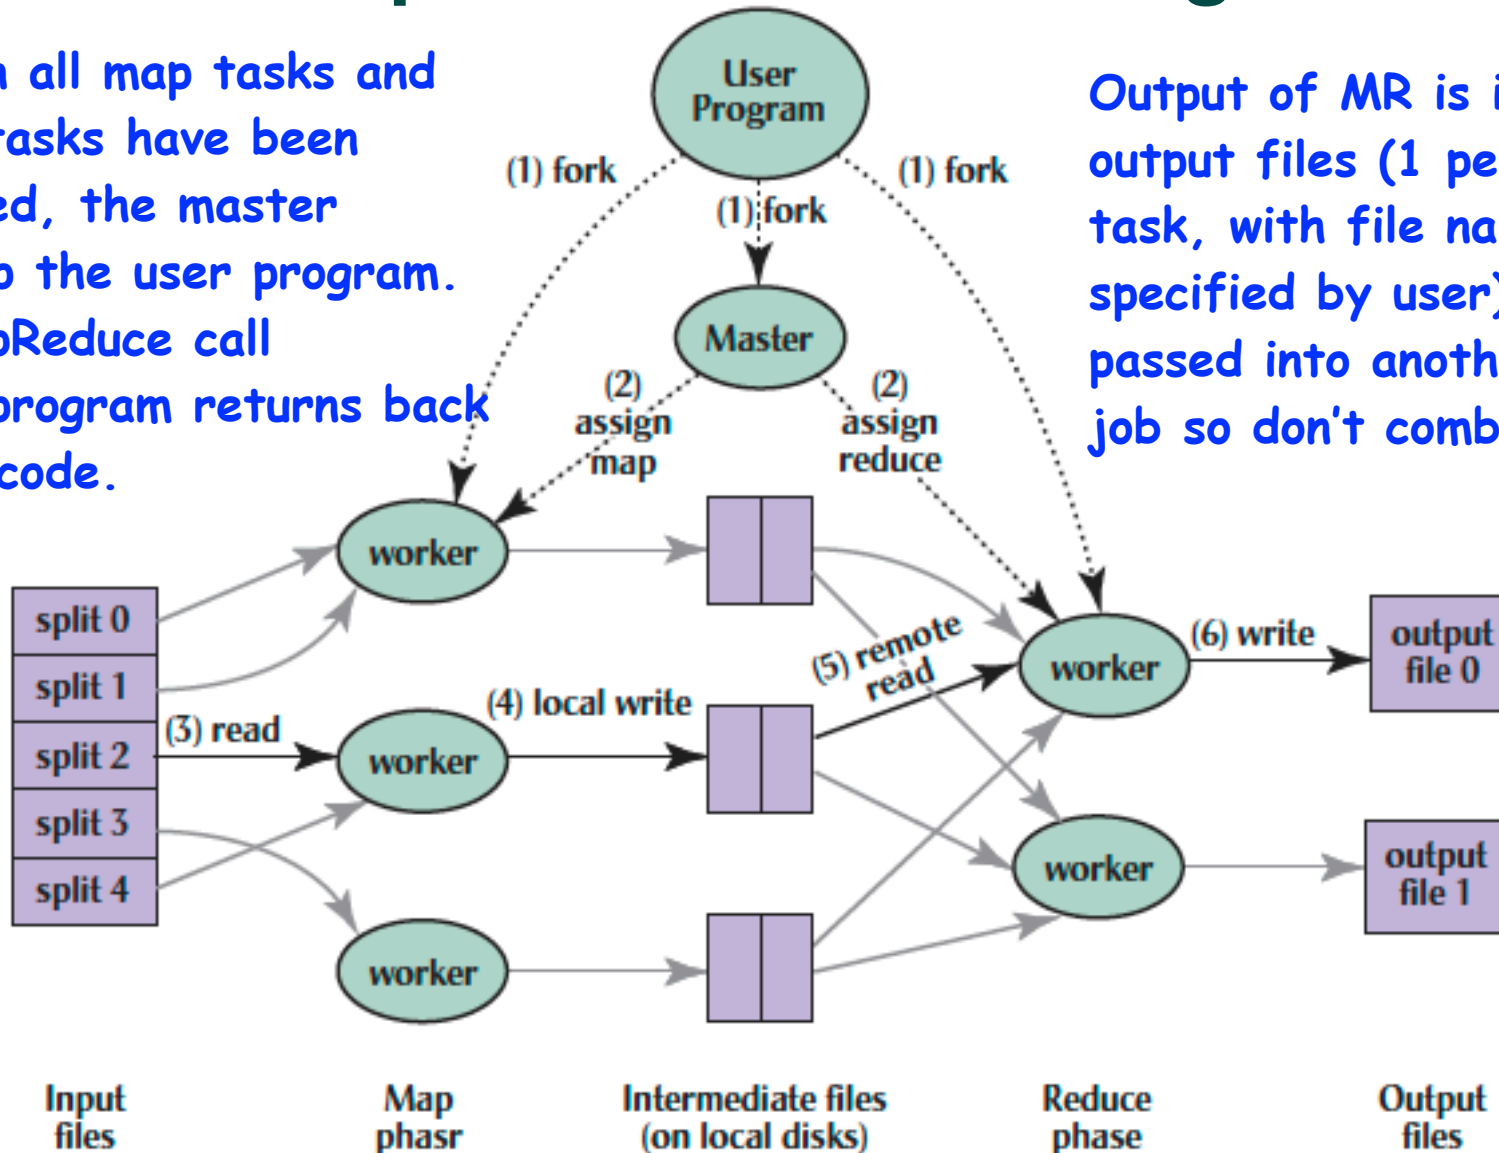 all map tasks and
tasks have been
ed, the master
the user program.
Reduce call
program returns back
code.
Output of MR is
output files (1
task, with file
specified by user)
passed into
job so don't
User
Program
(1) fork
(1) fork
(1) fork
Master
(2)
assign
map
(2)
assign
reduce
worker
split 0
split 1
split 2
split 3
split 4
(3) read
worker
(4) local write
(5) remote
read
worker
(6) write
output
file 0
worker
output
file 1
worker
Input
files
Map
phasr
Intermediate files
(on local disks)
Reduce
phase
Output
files